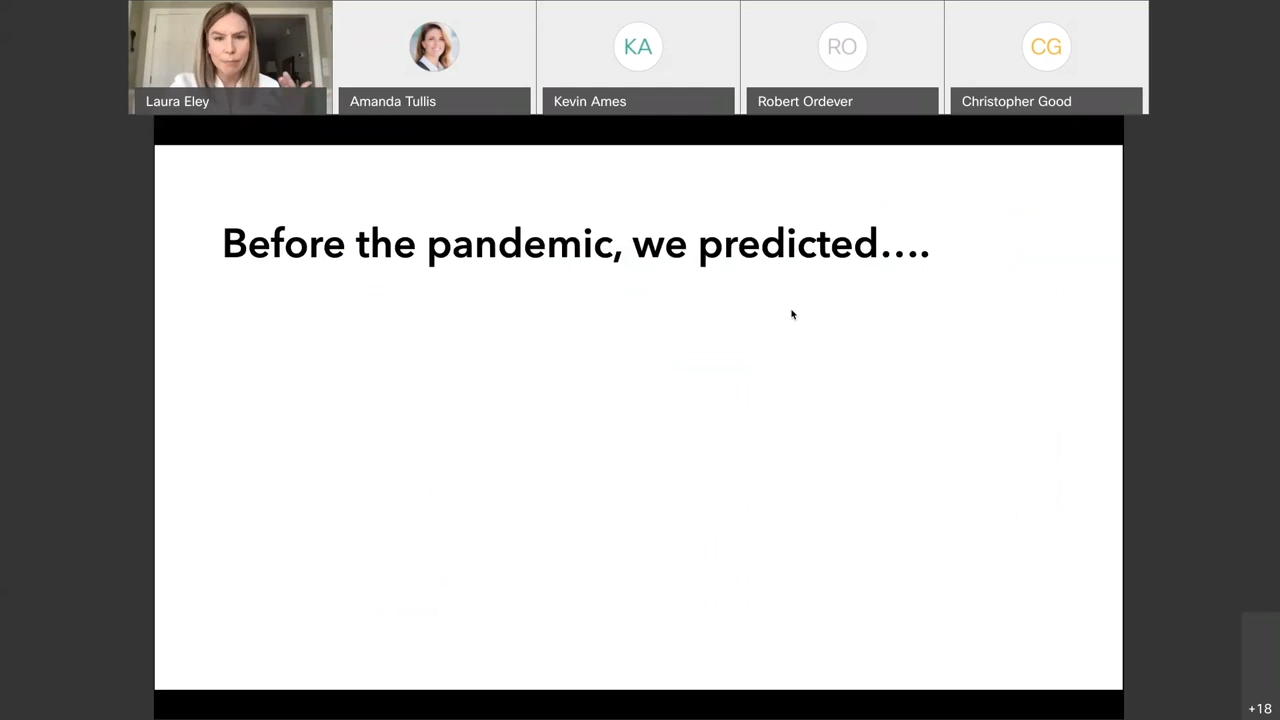 Laura Eley
Amanda Tullis
KA
Kevin Ames
RO
Robert Ordever
CG
Christopher Good
Before the pandemic, we predicted....
+18